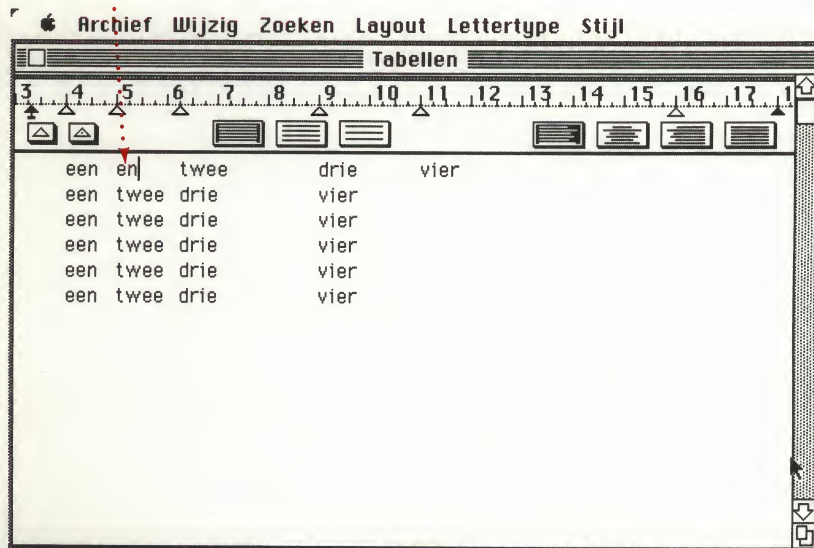 Archief Wijzig Zoeken Layout Lettertype Stijl
Tabellen
3 4 5 6 7 8 9 10 11 12 13 14 15 16 17 1
een en twee drie vier
een twee drie vier
een twee drie vier
een twee drie vier
een twee drie vier
een twee drie vier